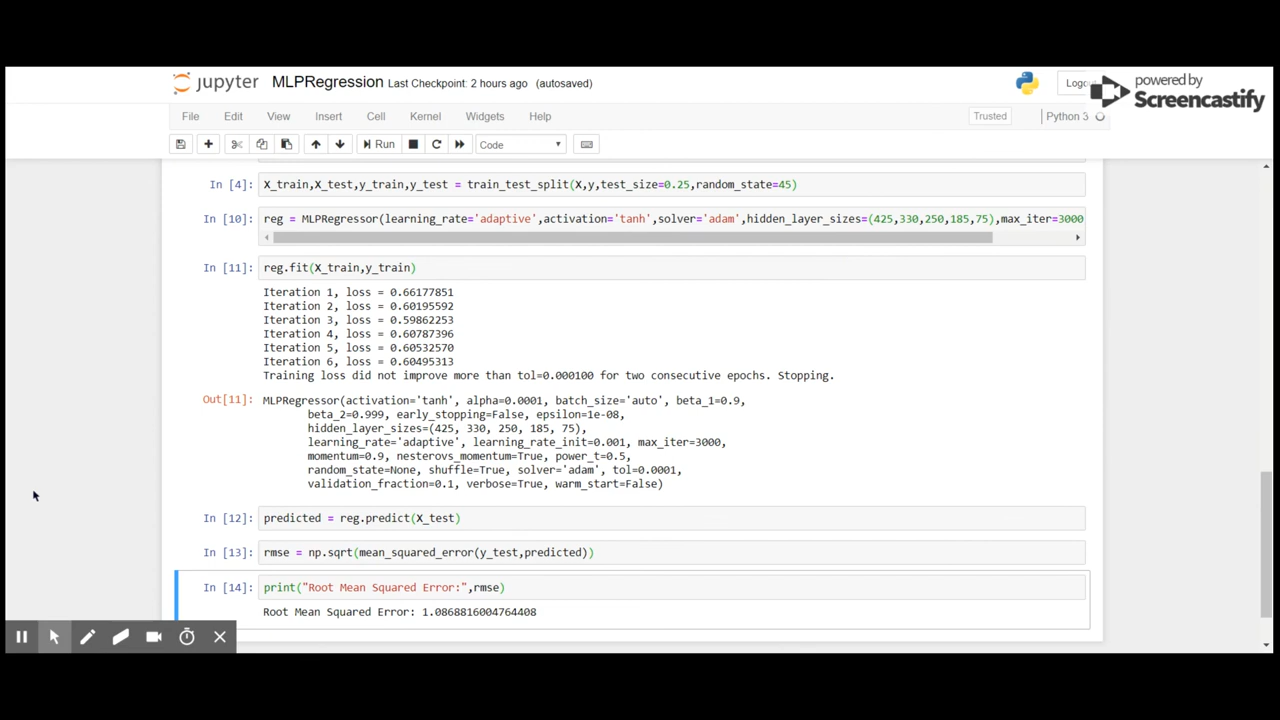 jupyter MLPRegression Last Checkpoint: 2 hours ago (autosaved)
powered by
Screencastify
File Edit View Insert Cell Kernel Widgets Help Trusted Python 3
Run Code
In [4]: X_train,X_test,y_train,y_test = train_test_split(X,y,test_size=0.25,random_state=45)
In [10]: reg = MLPRegressor(learning_rate='adaptive',activation='tanh',solver='adam',hidden_layer_sizes=(425,330,250,185,75),max_iter=3000
In [11]: reg.fit(X_train,y_train)
Iteration 1, loss = 0.66177851
Iteration 2, loss = 0.60195592
Iteration 3, loss = 0.59862253
Iteration 4, loss = 0.60787396
Iteration 5, loss = 0.60532570
Iteration 6, loss = 0.60495313
Training loss did not improve more than tol=0.000100 for two consecutive epochs. Stopping.
Out[11]: MLPRegressor(activation='tanh', alpha=0.0001, batch_size='auto', beta_1=0.9,
beta_2=0.999, early_stopping=False, epsilon=1e-08,
hidden_layer_sizes=(425, 330, 250, 185, 75),
learning_rate='adaptive', learning_rate_init=0.001, max_iter=3000,
momentum=0.9, nesterovs_momentum=True, power_t=0.5,
random_state=None, shuffle=True, solver='adam', tol=0.0001,
validation_fraction=0.1, verbose=True, warm_start=False)
In [12]: predicted = reg.predict(X_test)
In [13]: rmse = np.sqrt(mean_squared_error(y_test,predicted))
In [14]: print("Root Mean Squared Error:",rmse)
Root Mean Squared Error: 1.0868816004764408